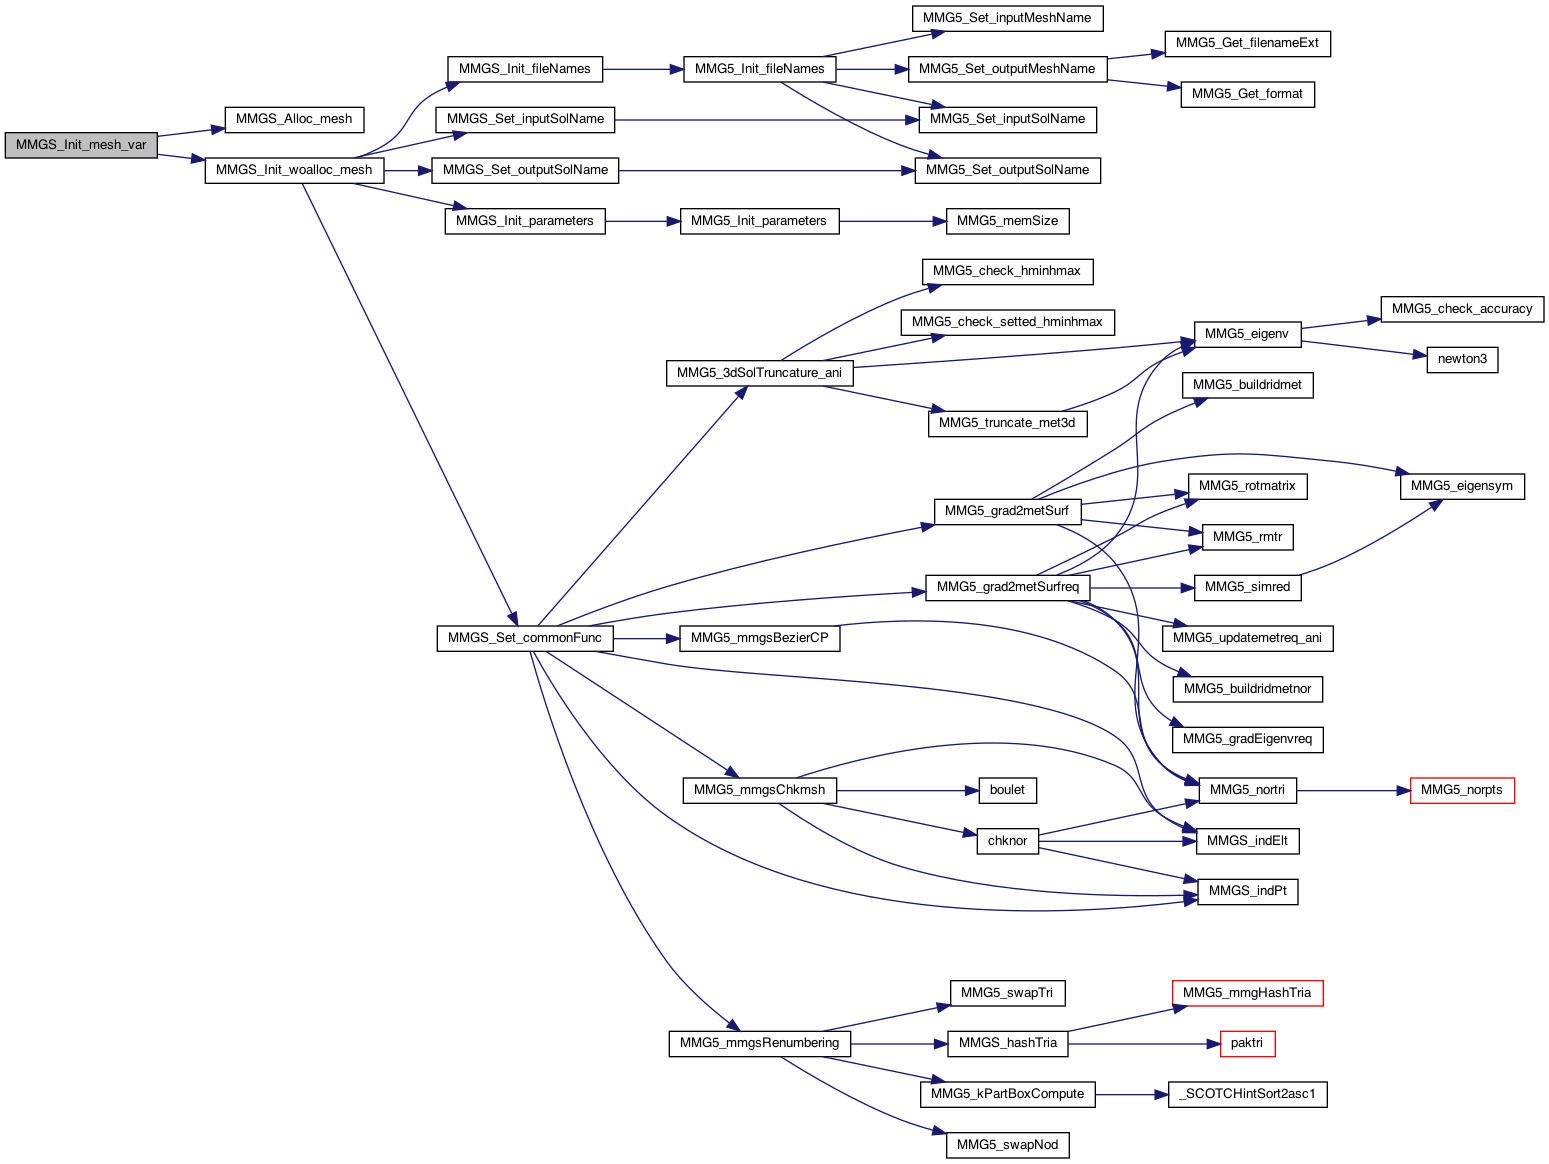 MMG5_Set_inputMeshName
MMG5_Get_filenameExt
MMGS_Init_fileNames
MMG5_Init_fileNames
MMG5_Set_outputMeshName
MMG5_Get_format
MMGS_Alloc_mesh
MMGS_Set_inputSolName
MMG5_Set_inputSolName
MMGS_Init_mesh_var
MMGS_Init_woalloc_mesh
MMGS_Set_outputSolName
MMG5_Set_outputSolName
MMGS_Init_parameters
MMG5_Init_parameters
MMG5_memSize
MMG5_check_hminhmax
MMG5_check_accuracy
MMG5_check_setted_hminhmax
MMG5_eigenv
newton3
MMG5_3dSolTruncature_ani
MMG5_buildridmet
MMG5_truncate_met3d
MMG5_rotmatrix
MMG5_eigensym
MMG5_grad2metSurf
MMG5_rmtr
MMG5_grad2metSurfreq
MMG5_simred
MMGS_Set_commonFunc
MMG5_mmgsBezierCP
MMG5_updatemetreq_ani
MMG5_buildridmetnor
MMG5_gradEigenvreq
MMG5_mmgsChkmsh
boulet
MMG5_nortri
MMG5_norpts
chknor
MMGS_indElt
MMGS_indPt
MMG5_swapTri
MMG5_mmgHashTria
MMG5_mmgsRenumbering
MMGS_hashTria
paktri
MMG5_kPartBoxCompute
_SCOTCHintSort2asc1
MMG5_swapNod